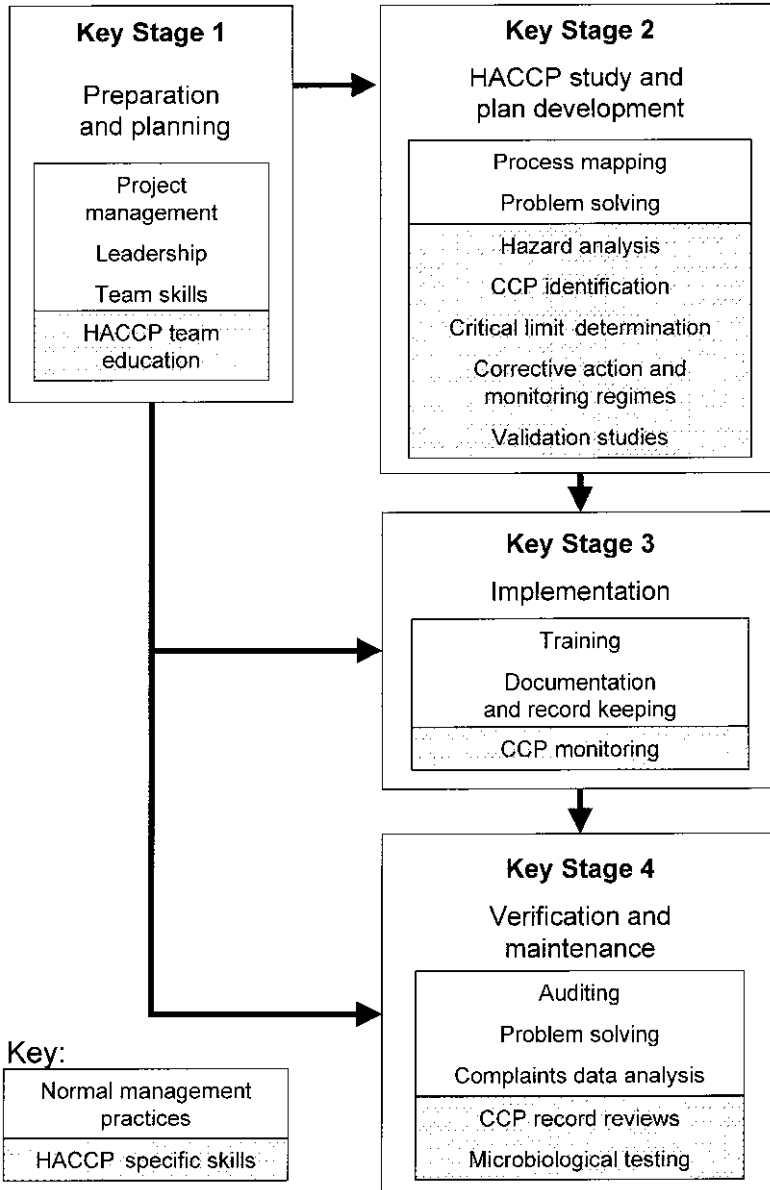 Key Stage 1
Preparation
and planning
Project
management
Leadership
Team skills
HACCP team
education
Key Stage 2
HACCP study and
plan development
Process mapping
Problem solving
Hazard analysis
CCP identification
Critical limit determination
Corrective action and
monitoring regimes
Validation studies
Key Stage 3
Implementation
Training
Documentation
and record keeping
CCP monitoring
Key Stage 4
Verification and
maintenance
Auditing
Problem solving
Complaints data analysis
CCP record reviews
Microbiological testing
Key:
Normal management
practices
HACCP specific skills